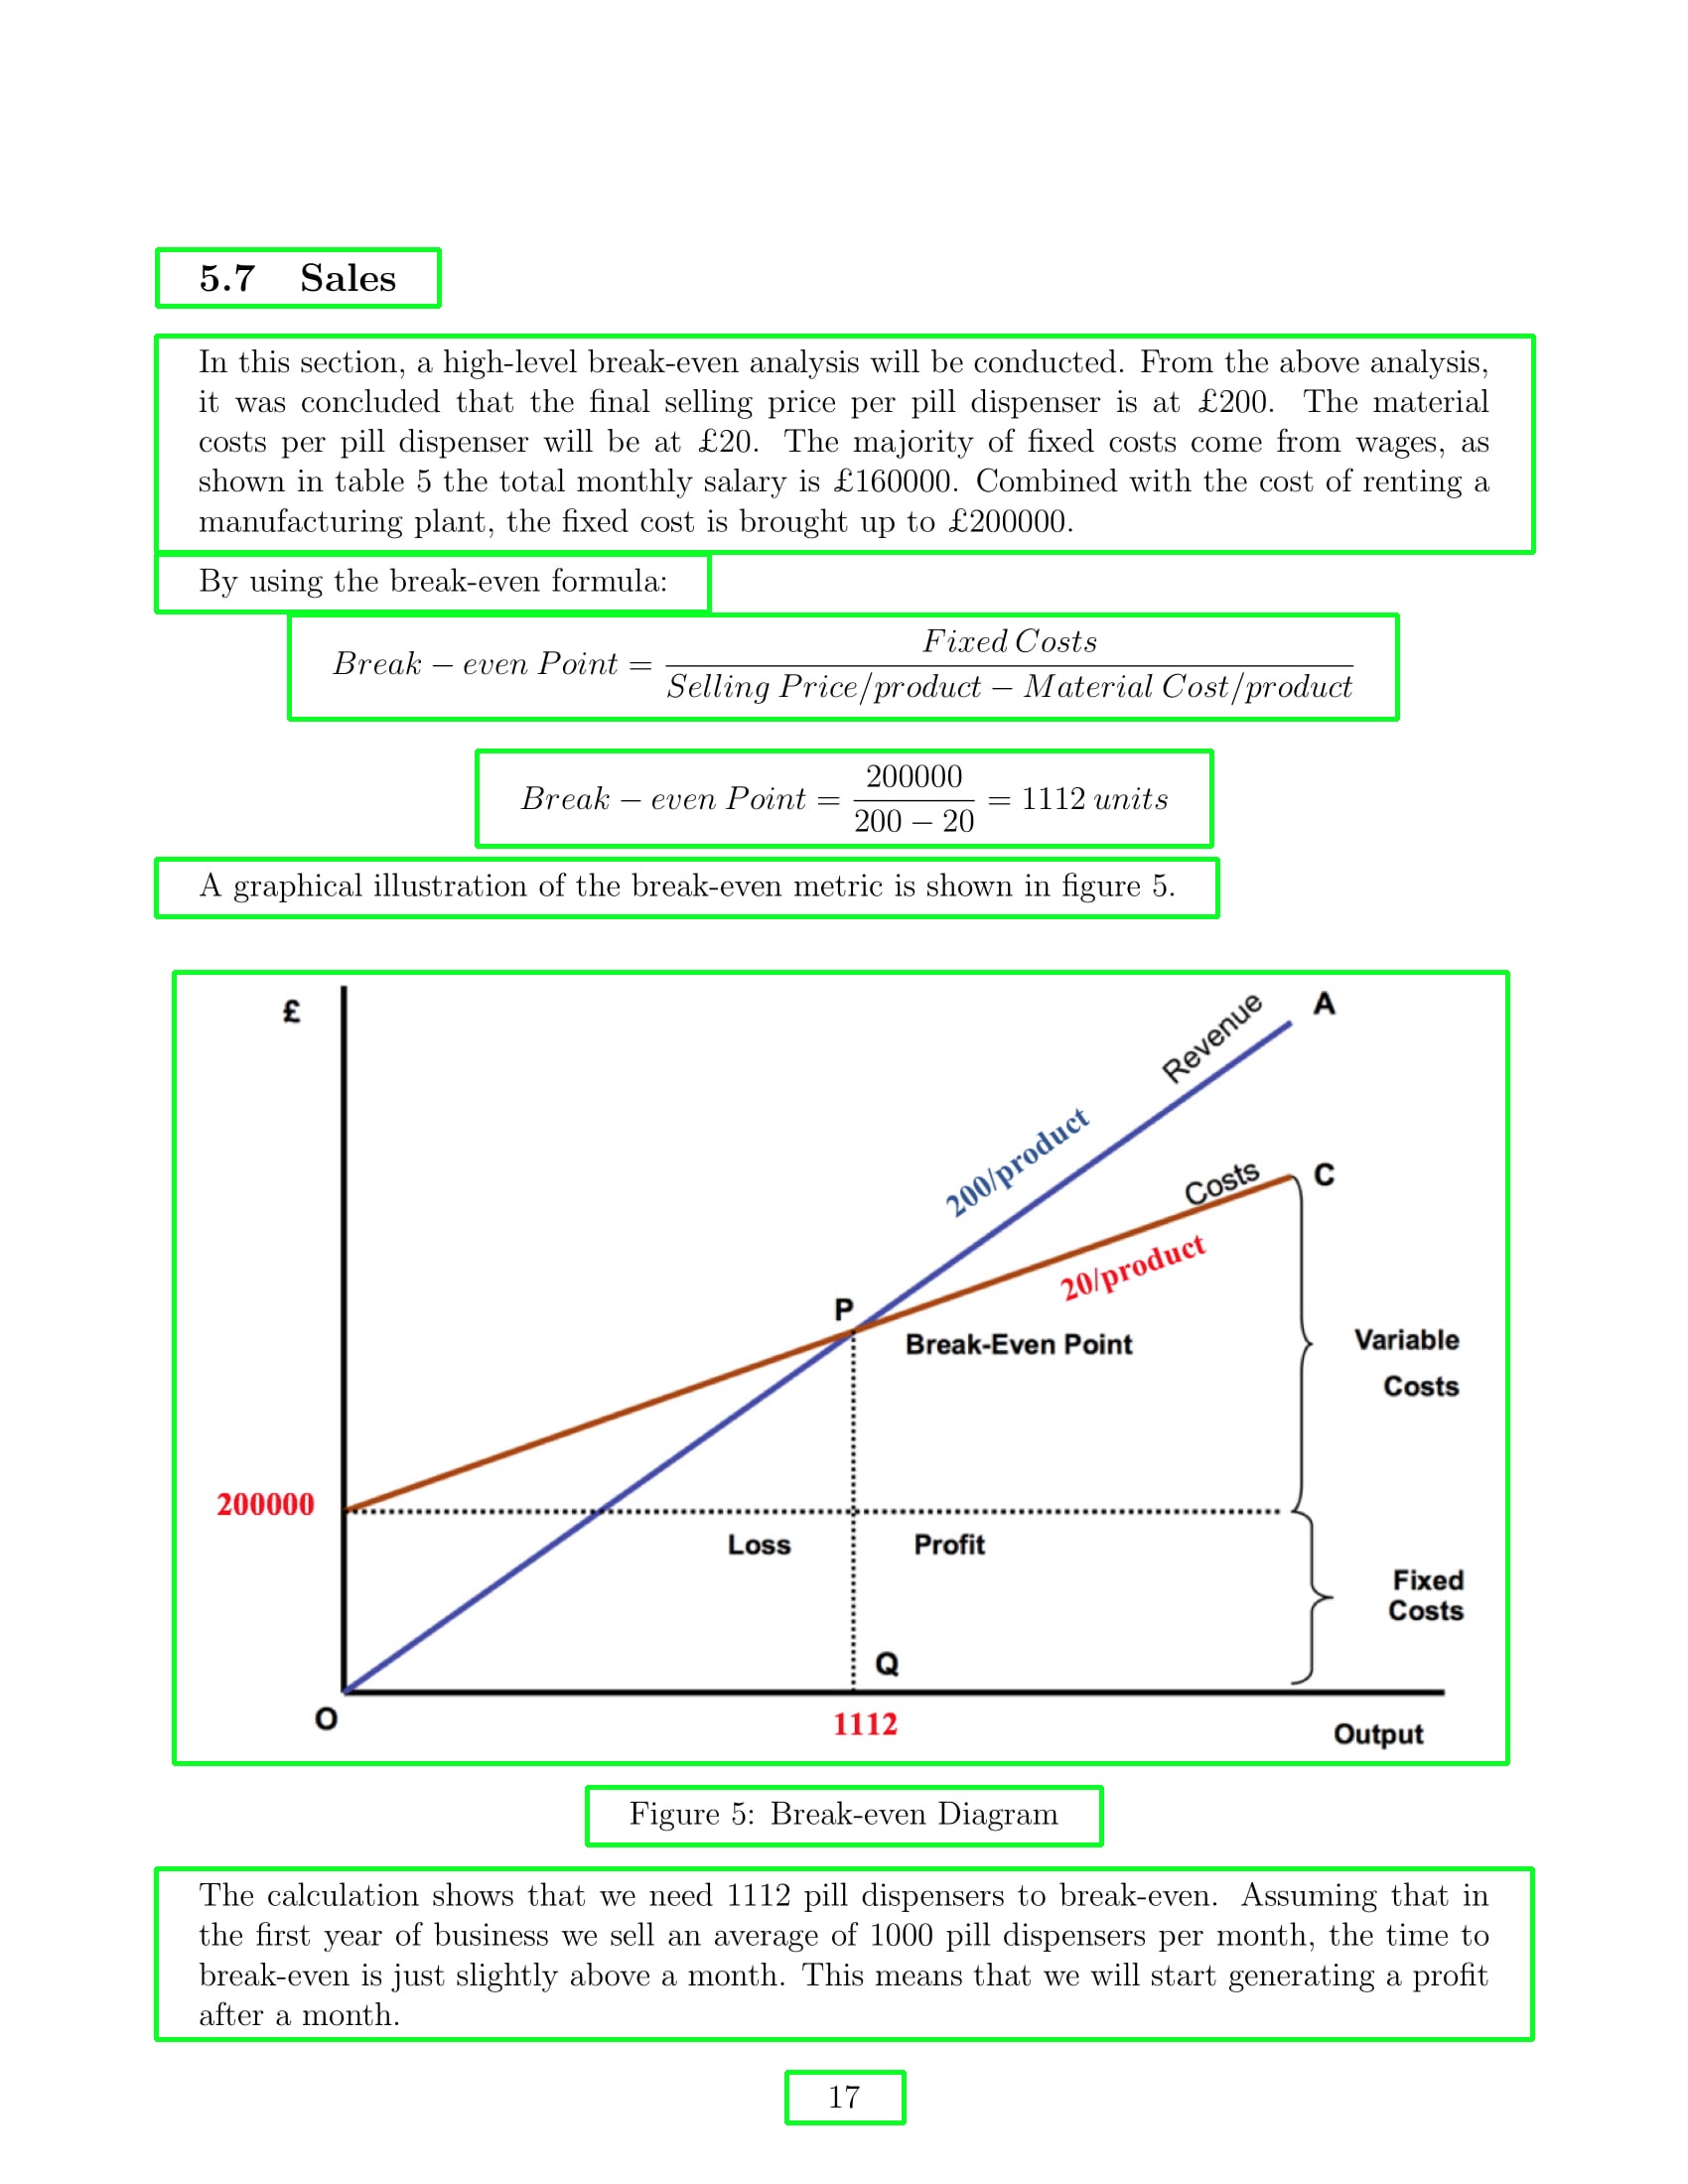 5.7 Sales
In this section, a high-level break-even analysis will be conducted. From the above analysis,
it was concluded that the final selling price per pill dispenser is at £200. The material
costs per pill dispenser will be at £20. The majority of fixed costs come from wages, as
shown in table 5 the total monthly salary is £160000. Combined with the cost of renting a
manufacturing plant, the fixed cost is brought up to £200000.
By using the break-even formula:
Break − even Point = Fixed Costs / Selling Price/product − Material Cost/product
Break − even Point = 200000 / 200 − 20 = 1112 units
A graphical illustration of the break-even metric is shown in figure 5.
£
Revenue
A
200/product
Costs
C
20/product
P
Break-Even Point
Variable
Costs
200000
Loss
Profit
Fixed
Costs
Q
O
1112
Output
Figure 5: Break-even Diagram
The calculation shows that we need 1112 pill dispensers to break-even. Assuming that in
the first year of business we sell an average of 1000 pill dispensers per month, the time to
break-even is just slightly above a month. This means that we will start generating a profit
after a month.
17